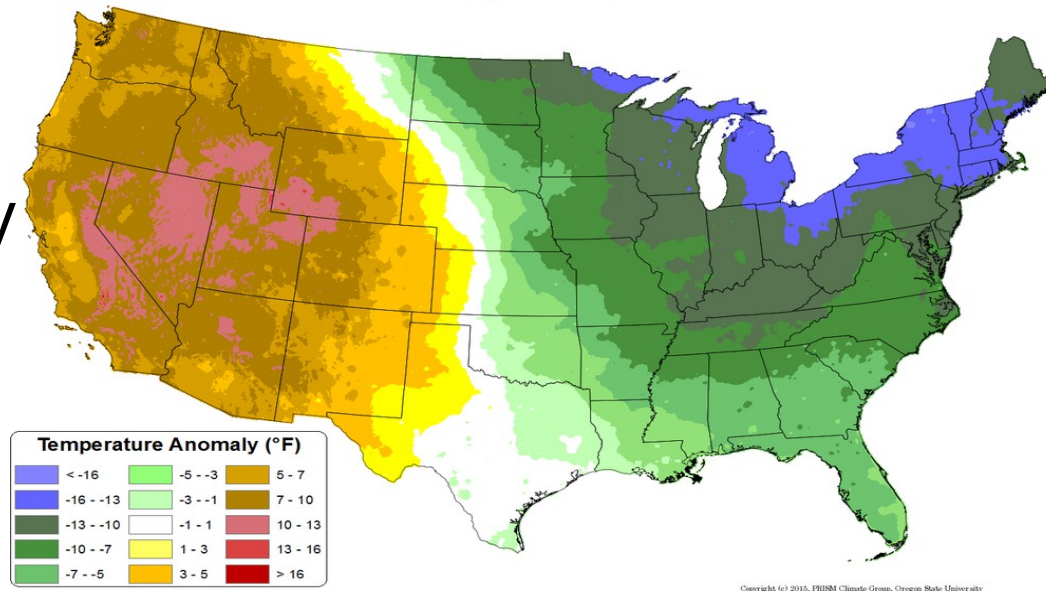 y
Temperature Anomaly (°F)
< -16 -5 - -3 5 - 7
-16 - -13 -3 - -1 7 - 10
-13 - -10 -1 - 1 10 - 13
-10 - -7 1 - 3 13 - 16
-7 - -5 3 - 5 > 16
Copyright (c) 2015, PRISM Climate Group, Oregon State University